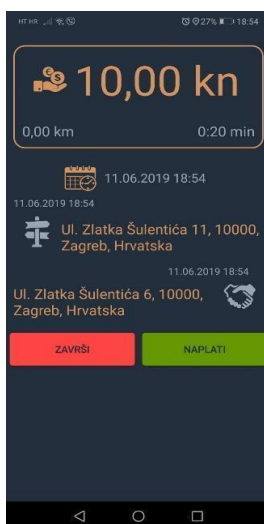 HT HR 27% 18:54
10,00 kn
0,00 km 0:20 min
11.06.2019 18:54
11.06.2019 18:54
Ul. Zlatka Šulentića 11, 10000,
Zagreb, Hrvatska
11.06.2019 18:54
Ul. Zlatka Šulentića 6, 10000,
Zagreb, Hrvatska
ZAVRŠI NAPLATI